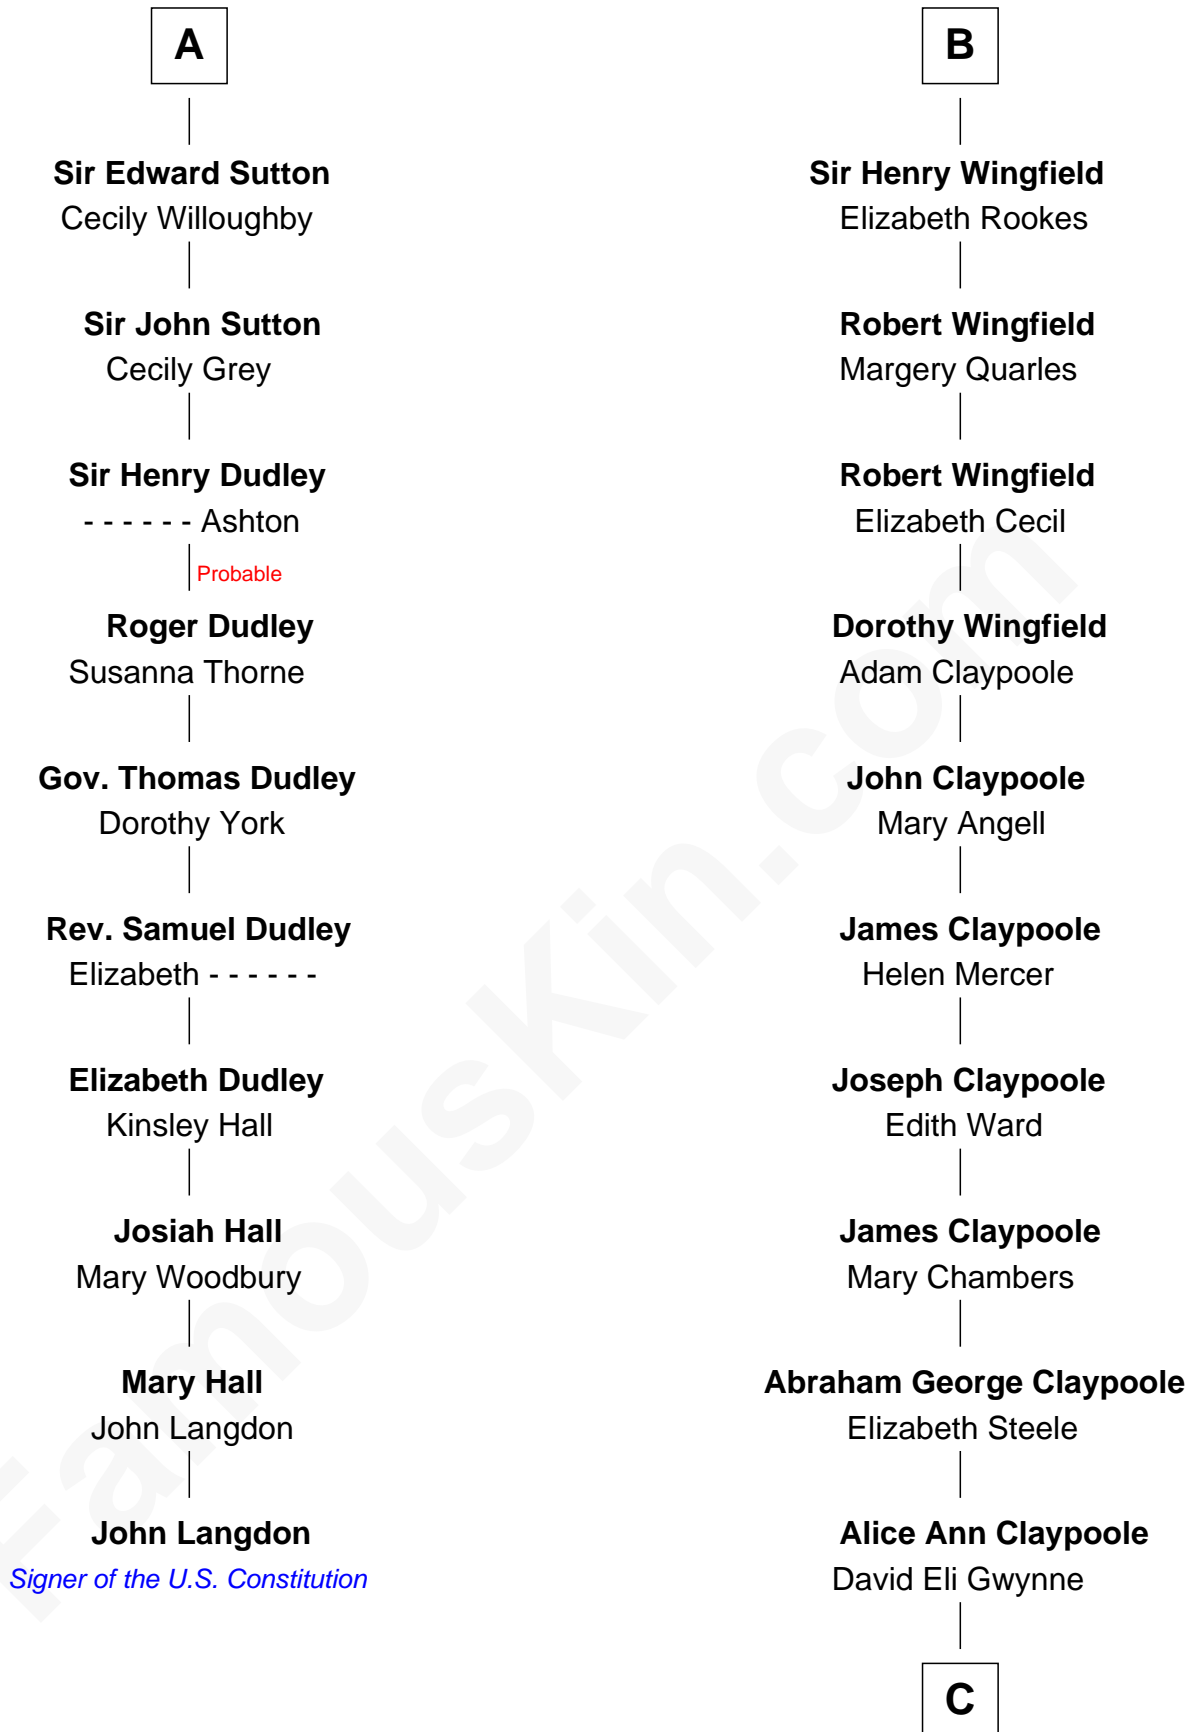 A
Sir Edward Sutton
Cecily Willoughby
Sir John Sutton
Cecily Grey
Sir Henry Dudley
- - - - - - Ashton
Probable
Roger Dudley
Susanna Thorne
Gov. Thomas Dudley
Dorothy York
Rev. Samuel Dudley
Elizabeth - - - - - -
Elizabeth Dudley
Kinsley Hall
Josiah Hall
Mary Woodbury
Mary Hall
John Langdon
John Langdon
Signer of the U.S. Constitution
B
Sir Henry Wingfield
Elizabeth Rookes
Robert Wingfield
Margery Quarles
Robert Wingfield
Elizabeth Cecil
Dorothy Wingfield
Adam Claypoole
John Claypoole
Mary Angell
James Claypoole
Helen Mercer
Joseph Claypoole
Edith Ward
James Claypoole
Mary Chambers
Abraham George Claypoole
Elizabeth Steele
Alice Ann Claypoole
David Eli Gwynne
C
FamousKin.com